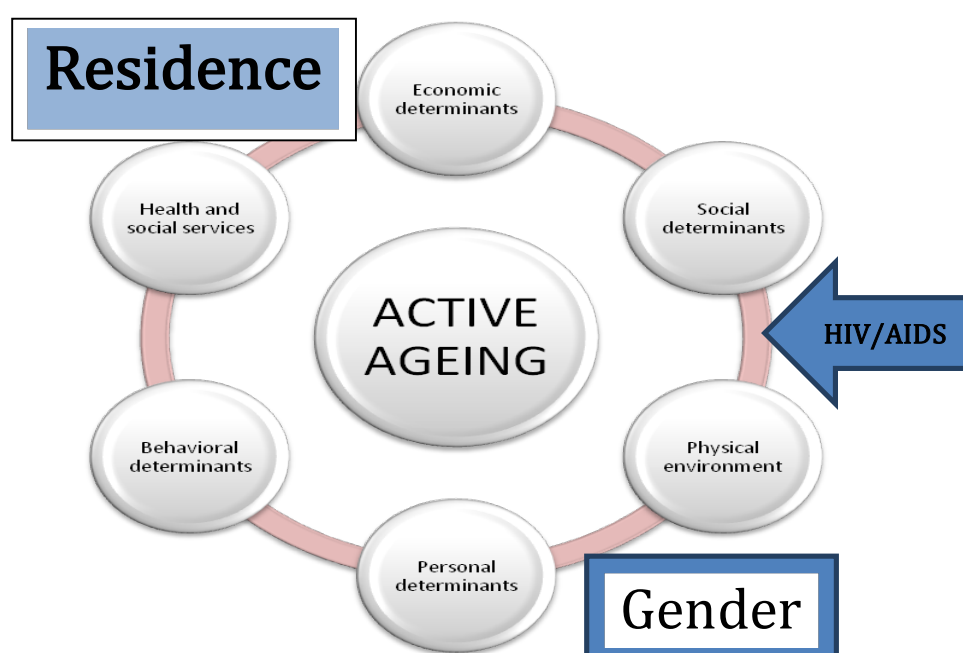 Residence
Economic
determinants
Health and
social services
Social
determinants
ACTIVE
AGEING
HIV/AIDS
Behavioral
determinants
Physical
environment
Personal
determinants
Gender